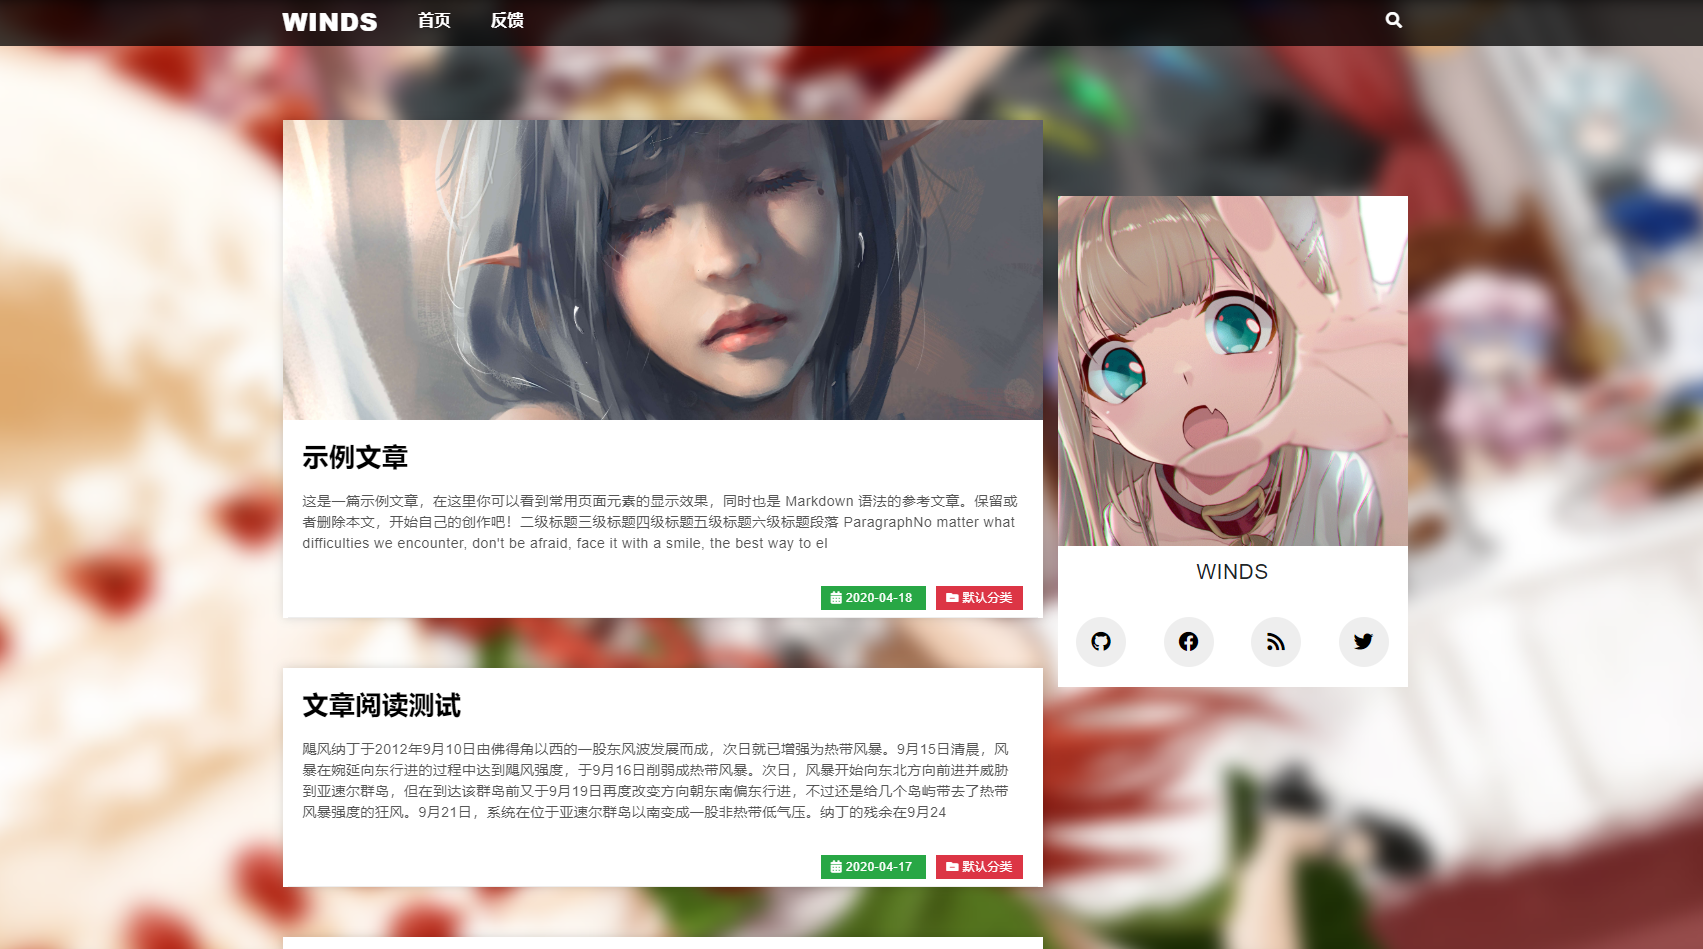 WINDS 首页 反馈
示例文章
这是一篇示例文章，在这里你可以看到常用页面元素的显示效果，同时也是 Markdown 语法的参考文章。保留或
者删除本文，开始自己的创作吧！二级标题三级标题四级标题五级标题六级标题段落 ParagraphNo matter what
difficulties we encounter, don't be afraid, face it with a smile, the best way to el
2020-04-18 默认分类
文章阅读测试
飓风纳丁于2012年9月10日由佛得角以西的一股东风波发展而成，次日就已增强为热带风暴。9月15日清晨，风
暴在婉延向东行进的过程中达到飓风强度，于9月16日削弱成热带风暴。次日，风暴开始向东北方向前进并威胁
到亚速尔群岛，但在到达该群岛前又于9月19日再度改变方向朝东南偏东行进，不过还是给几个岛屿带去了热带
风暴强度的狂风。9月21日，系统在位于亚速尔群岛以南变成一股非热带低气压。纳丁的残余在9月24
2020-04-17 默认分类
WINDS